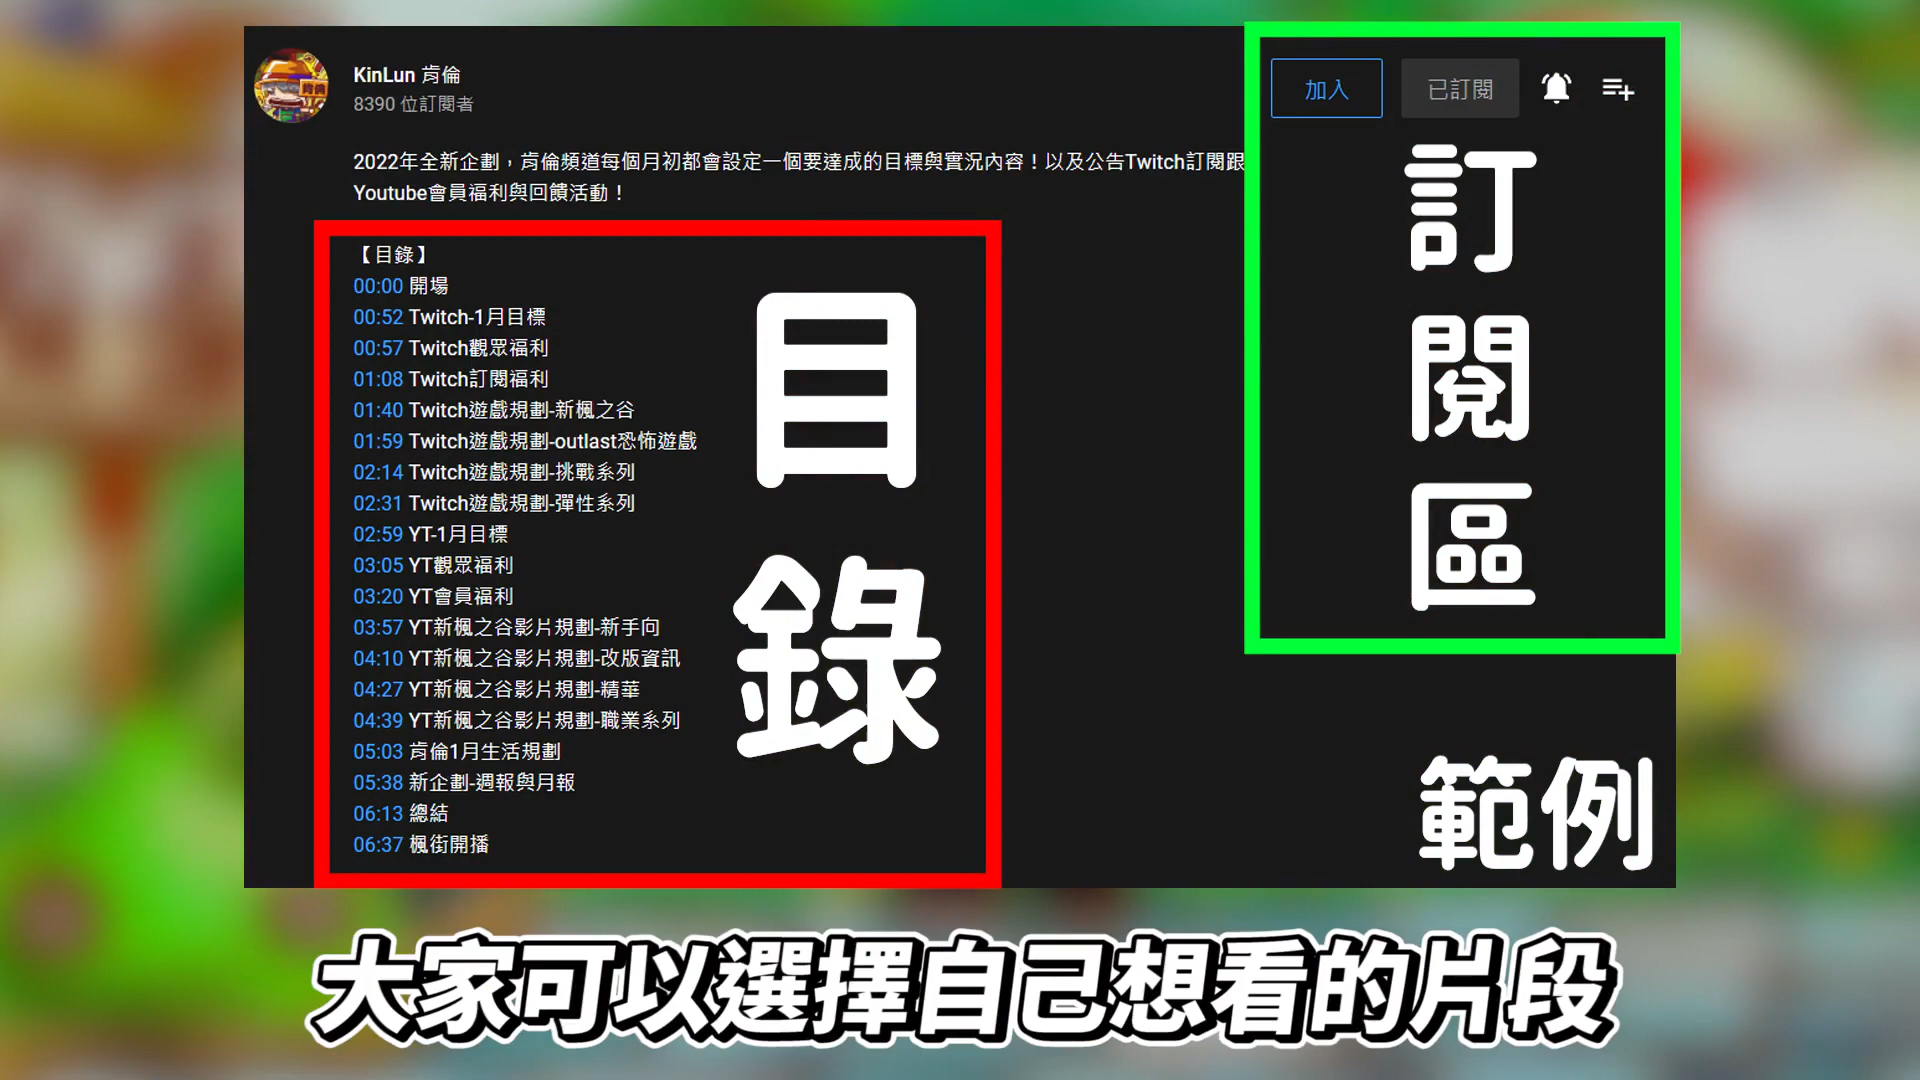 KinLun 肯倫
8390 位訂閱者
加入
已訂閱
2022年全新企劃，肯倫頻道每個月初都會設定一個要達成的目標與實況內容！以及公告Twitch訂閱跟
Youtube會員福利與回饋活動！
【目錄】
00:00 開場
00:52 Twitch-1月目標
00:57 Twitch觀眾福利
01:08 Twitch訂閱福利
01:40 Twitch遊戲規劃-新楓之谷
01:59 Twitch遊戲規劃-outlast恐怖遊戲
02:14 Twitch遊戲規劃-挑戰系列
02:31 Twitch遊戲規劃-彈性系列
02:59 YT-1月目標
03:05 YT觀眾福利
03:20 YT會員福利
03:57 YT新楓之谷影片規劃-新手向
04:10 YT新楓之谷影片規劃-改版資訊
04:27 YT新楓之谷影片規劃-精華
04:39 YT新楓之谷影片規劃-職業系列
05:03 肯倫1月生活規劃
05:38 新企劃-週報與月報
06:13 總結
06:37 楓街開播
目錄
訂閱區
範例
大家可以選擇自己想看的片段